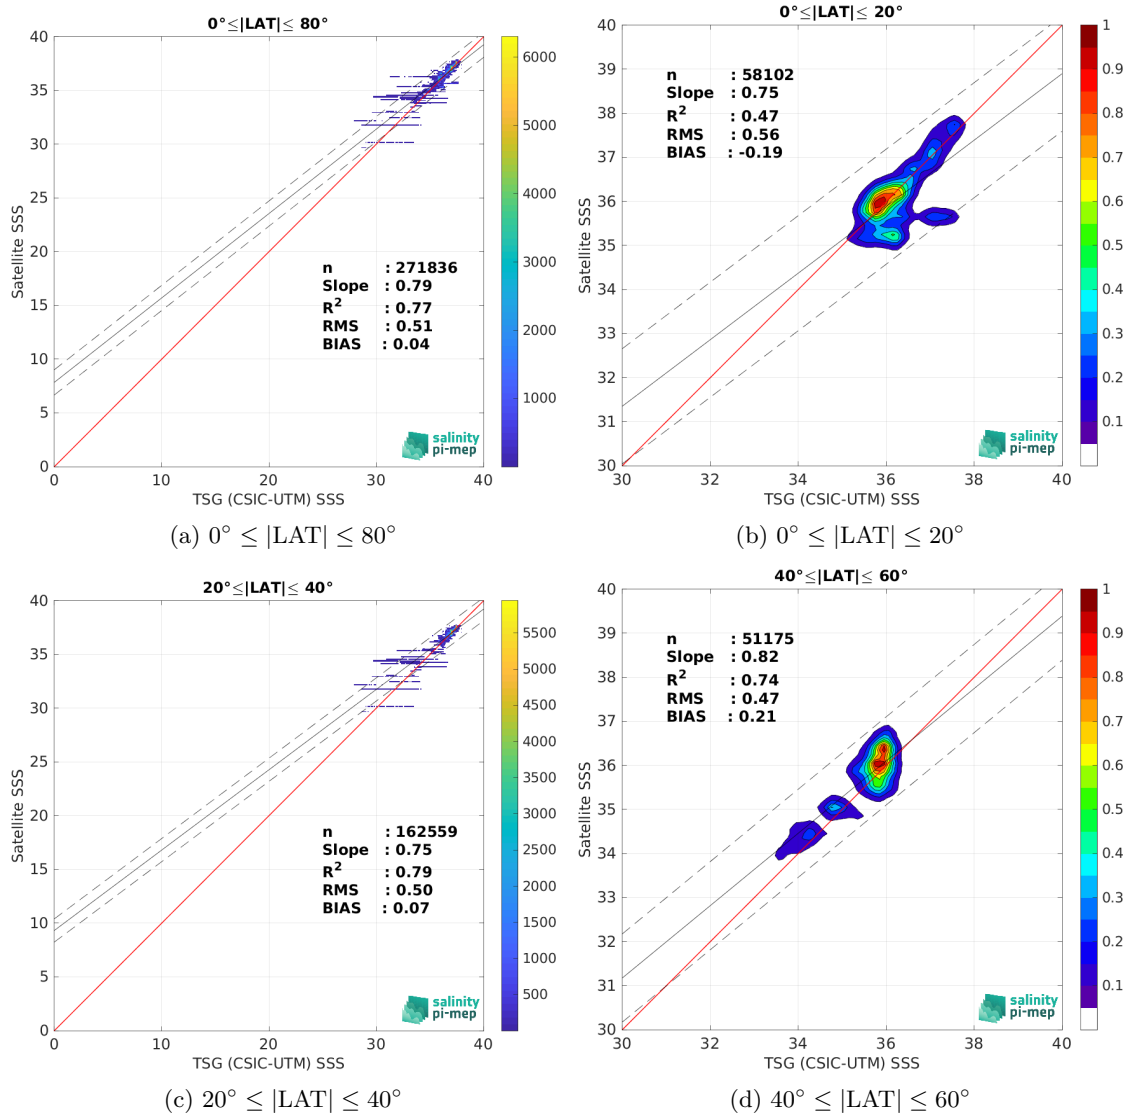 0°≤|LAT|≤ 80°
40
35
30
25
20
15
10
5
0
Satellite SSS
n : 271836
Slope : 0.79
R² : 0.77
RMS : 0.51
BIAS : 0.04
salinity
pi-mep
0 10 20 30 40
TSG (CSIC-UTM) SSS
6000
5000
4000
3000
2000
1000
(a) 0° ≤ |LAT| ≤ 80°
0°≤|LAT|≤ 20°
40
39
38
37
36
35
34
33
32
31
30
Satellite SSS
n : 58102
Slope : 0.75
R² : 0.47
RMS : 0.56
BIAS : -0.19
salinity
pi-mep
30 32 34 36 38 40
TSG (CSIC-UTM) SSS
1
0.9
0.8
0.7
0.6
0.5
0.4
0.3
0.2
0.1
(b) 0° ≤ |LAT| ≤ 20°
20°≤|LAT|≤ 40°
40
35
30
25
20
15
10
5
0
Satellite SSS
n : 162559
Slope : 0.75
R² : 0.79
RMS : 0.50
BIAS : 0.07
salinity
pi-mep
0 10 20 30 40
TSG (CSIC-UTM) SSS
5500
5000
4500
4000
3500
3000
2500
2000
1500
1000
500
(c) 20° ≤ |LAT| ≤ 40°
40°≤|LAT|≤ 60°
40
39
38
37
36
35
34
33
32
31
30
Satellite SSS
n : 51175
Slope : 0.82
R² : 0.74
RMS : 0.47
BIAS : 0.21
salinity
pi-mep
30 32 34 36 38 40
TSG (CSIC-UTM) SSS
1
0.9
0.8
0.7
0.6
0.5
0.4
0.3
0.2
0.1
(d) 40° ≤ |LAT| ≤ 60°